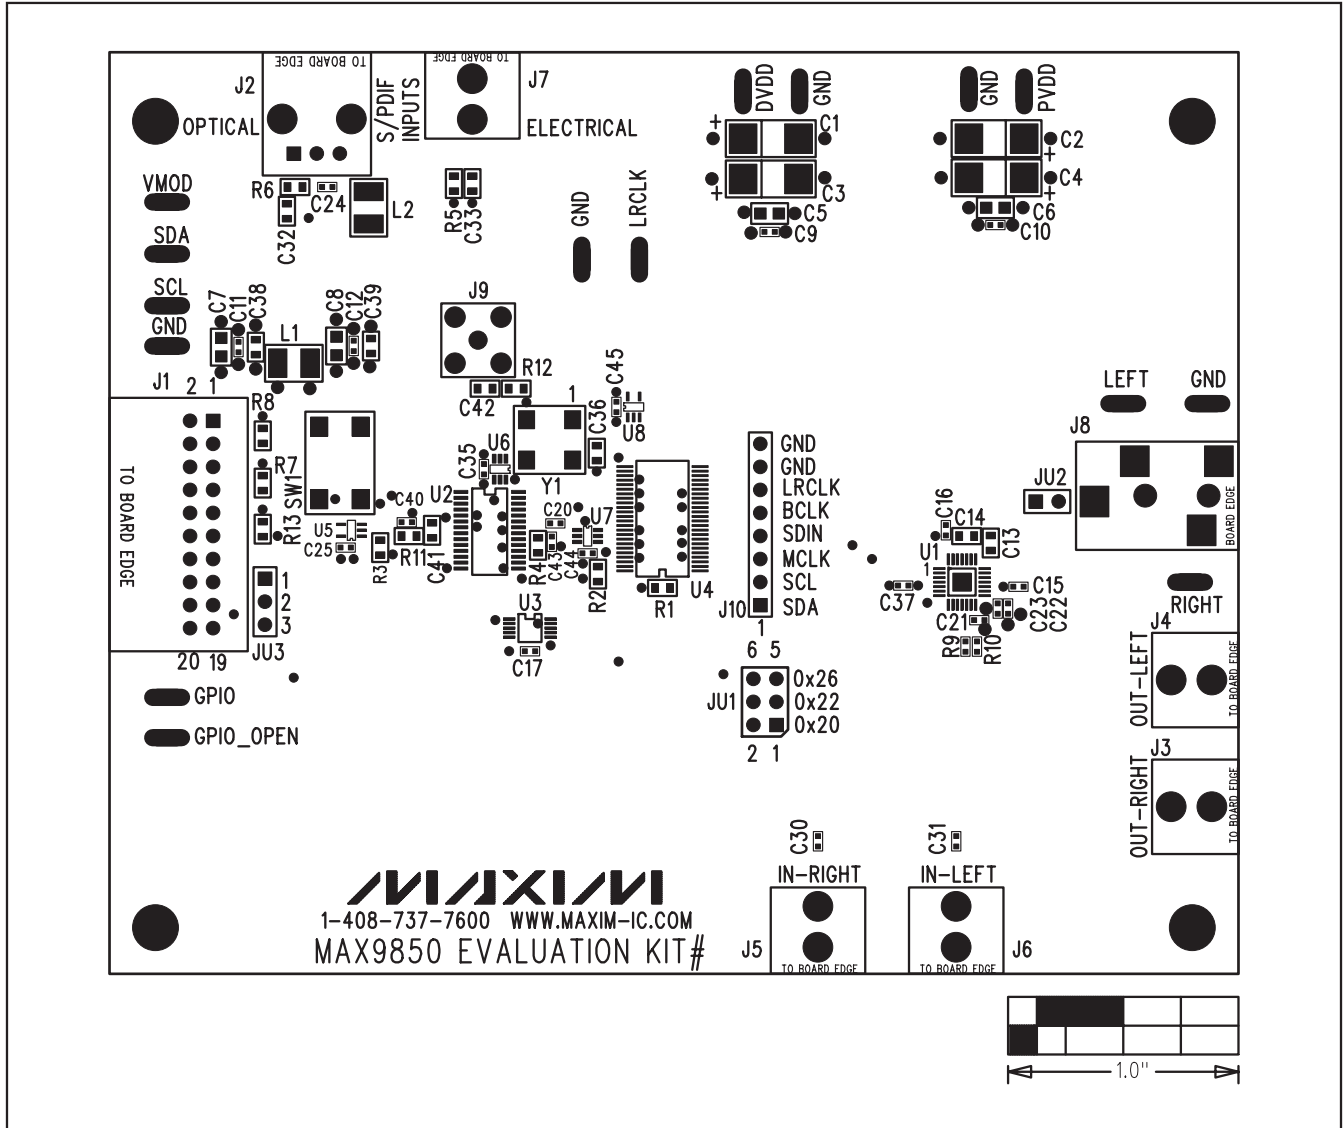 TO BOARD EDGE
J2
OPTICAL
S/PDIF
INPUTS
TO BOARD EDGE
J7
ELECTRICAL
DVDD
GND
GND
PVDD
+
C1
+
C3
C5
C9
C2
+
C4
+
C6
C10
VMOD
SDA
SCL
GND
R6
C24
C32
L2
R5
C33
GND
LRCLK
C7
C11
C38
L1
C8
C12
C39
J9
R12
C42
C45
U8
J1
2 1
TO BOARD EDGE
20 19
R8
R7
R13
SW1
U5
C25
R3
C40
R11
C41
1
2
3
JU3
U6
C35
1
Y1
C36
U2
C20
U7
R4
C43
C44
R2
U3
C17
U4
R1
GND
GND
LRCLK
BCLK
SDIN
MCLK
SCL
SDA
J10
1
6 5
JU1
0x26
0x22
0x20
2 1
LEFT
GND
J8
JU2
BOARD EDGE
C16
C14
C13
U1
1
C37
C15
C21
C23
C22
R9
R10
RIGHT
J4
OUT-LEFT
TO BOARD EDGE
J3
OUT-RIGHT
TO BOARD EDGE
GPIO
GPIO_OPEN
C30
C31
IN-RIGHT
IN-LEFT
J5
TO BOARD EDGE
TO BOARD EDGE
J6
MAXIM
1-408-737-7600 WWW.MAXIM-IC.COM
MAX9850 EVALUATION KIT#
1.0"